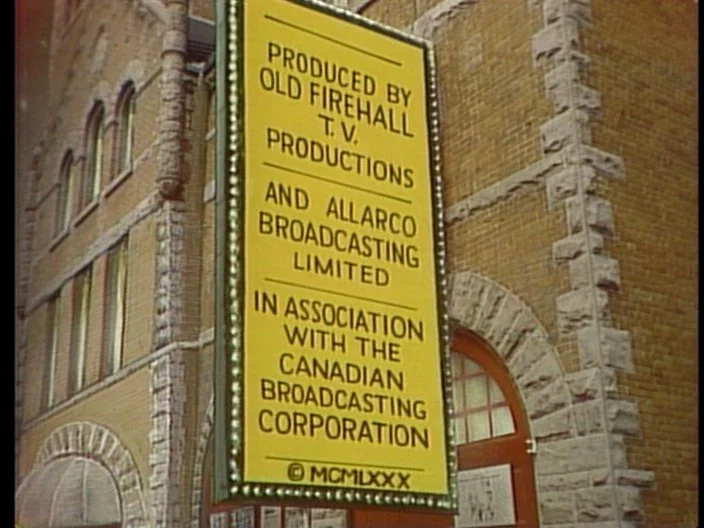 PRODUCED BY
OLD FIREHALL
T.V.
PRODUCTIONS
AND ALLARCO
BROADCASTING
LIMITED
IN ASSOCIATION
WITH THE
CANADIAN
BROADCASTING
CORPORATION
© MCMLXXX